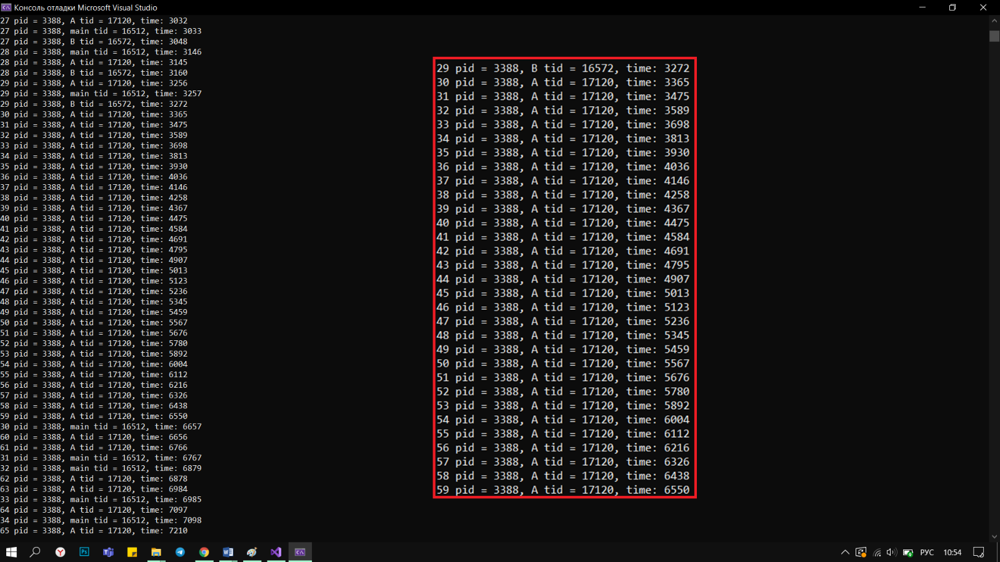 Консоль отладки Microsoft Visual Studio
27 pid = 3388, A tid = 17120, time: 3032
27 pid = 3388, main tid = 16512, time: 3033
27 pid = 3388, B tid = 16572, time: 3048
28 pid = 3388, main tid = 16512, time: 3146
28 pid = 3388, A tid = 17120, time: 3145
28 pid = 3388, B tid = 16572, time: 3160
29 pid = 3388, A tid = 17120, time: 3256
29 pid = 3388, main tid = 16512, time: 3257
29 pid = 3388, B tid = 16572, time: 3272
30 pid = 3388, A tid = 17120, time: 3365
31 pid = 3388, A tid = 17120, time: 3475
32 pid = 3388, A tid = 17120, time: 3589
33 pid = 3388, A tid = 17120, time: 3698
34 pid = 3388, A tid = 17120, time: 3813
35 pid = 3388, A tid = 17120, time: 3930
36 pid = 3388, A tid = 17120, time: 4036
37 pid = 3388, A tid = 17120, time: 4146
38 pid = 3388, A tid = 17120, time: 4258
39 pid = 3388, A tid = 17120, time: 4367
40 pid = 3388, A tid = 17120, time: 4475
41 pid = 3388, A tid = 17120, time: 4584
42 pid = 3388, A tid = 17120, time: 4691
43 pid = 3388, A tid = 17120, time: 4795
44 pid = 3388, A tid = 17120, time: 4907
45 pid = 3388, A tid = 17120, time: 5013
46 pid = 3388, A tid = 17120, time: 5123
47 pid = 3388, A tid = 17120, time: 5236
48 pid = 3388, A tid = 17120, time: 5345
49 pid = 3388, A tid = 17120, time: 5459
50 pid = 3388, A tid = 17120, time: 5567
51 pid = 3388, A tid = 17120, time: 5676
52 pid = 3388, A tid = 17120, time: 5780
53 pid = 3388, A tid = 17120, time: 5892
54 pid = 3388, A tid = 17120, time: 6004
55 pid = 3388, A tid = 17120, time: 6112
56 pid = 3388, A tid = 17120, time: 6216
57 pid = 3388, A tid = 17120, time: 6326
58 pid = 3388, A tid = 17120, time: 6438
59 pid = 3388, A tid = 17120, time: 6550
30 pid = 3388, main tid = 16512, time: 6657
60 pid = 3388, A tid = 17120, time: 6656
61 pid = 3388, A tid = 17120, time: 6766
31 pid = 3388, main tid = 16512, time: 6767
32 pid = 3388, main tid = 16512, time: 6879
62 pid = 3388, A tid = 17120, time: 6878
63 pid = 3388, A tid = 17120, time: 6984
33 pid = 3388, main tid = 16512, time: 6985
64 pid = 3388, A tid = 17120, time: 7097
34 pid = 3388, main tid = 16512, time: 7098
65 pid = 3388, A tid = 17120, time: 7210
29 pid = 3388, B tid = 16572, time: 3272
30 pid = 3388, A tid = 17120, time: 3365
31 pid = 3388, A tid = 17120, time: 3475
32 pid = 3388, A tid = 17120, time: 3589
33 pid = 3388, A tid = 17120, time: 3698
34 pid = 3388, A tid = 17120, time: 3813
35 pid = 3388, A tid = 17120, time: 3930
36 pid = 3388, A tid = 17120, time: 4036
37 pid = 3388, A tid = 17120, time: 4146
38 pid = 3388, A tid = 17120, time: 4258
39 pid = 3388, A tid = 17120, time: 4367
40 pid = 3388, A tid = 17120, time: 4475
41 pid = 3388, A tid = 17120, time: 4584
42 pid = 3388, A tid = 17120, time: 4691
43 pid = 3388, A tid = 17120, time: 4795
44 pid = 3388, A tid = 17120, time: 4907
45 pid = 3388, A tid = 17120, time: 5013
46 pid = 3388, A tid = 17120, time: 5123
47 pid = 3388, A tid = 17120, time: 5236
48 pid = 3388, A tid = 17120, time: 5345
49 pid = 3388, A tid = 17120, time: 5459
50 pid = 3388, A tid = 17120, time: 5567
51 pid = 3388, A tid = 17120, time: 5676
52 pid = 3388, A tid = 17120, time: 5780
53 pid = 3388, A tid = 17120, time: 5892
54 pid = 3388, A tid = 17120, time: 6004
55 pid = 3388, A tid = 17120, time: 6112
56 pid = 3388, A tid = 17120, time: 6216
57 pid = 3388, A tid = 17120, time: 6326
58 pid = 3388, A tid = 17120, time: 6438
59 pid = 3388, A tid = 17120, time: 6550
РУС 10:54